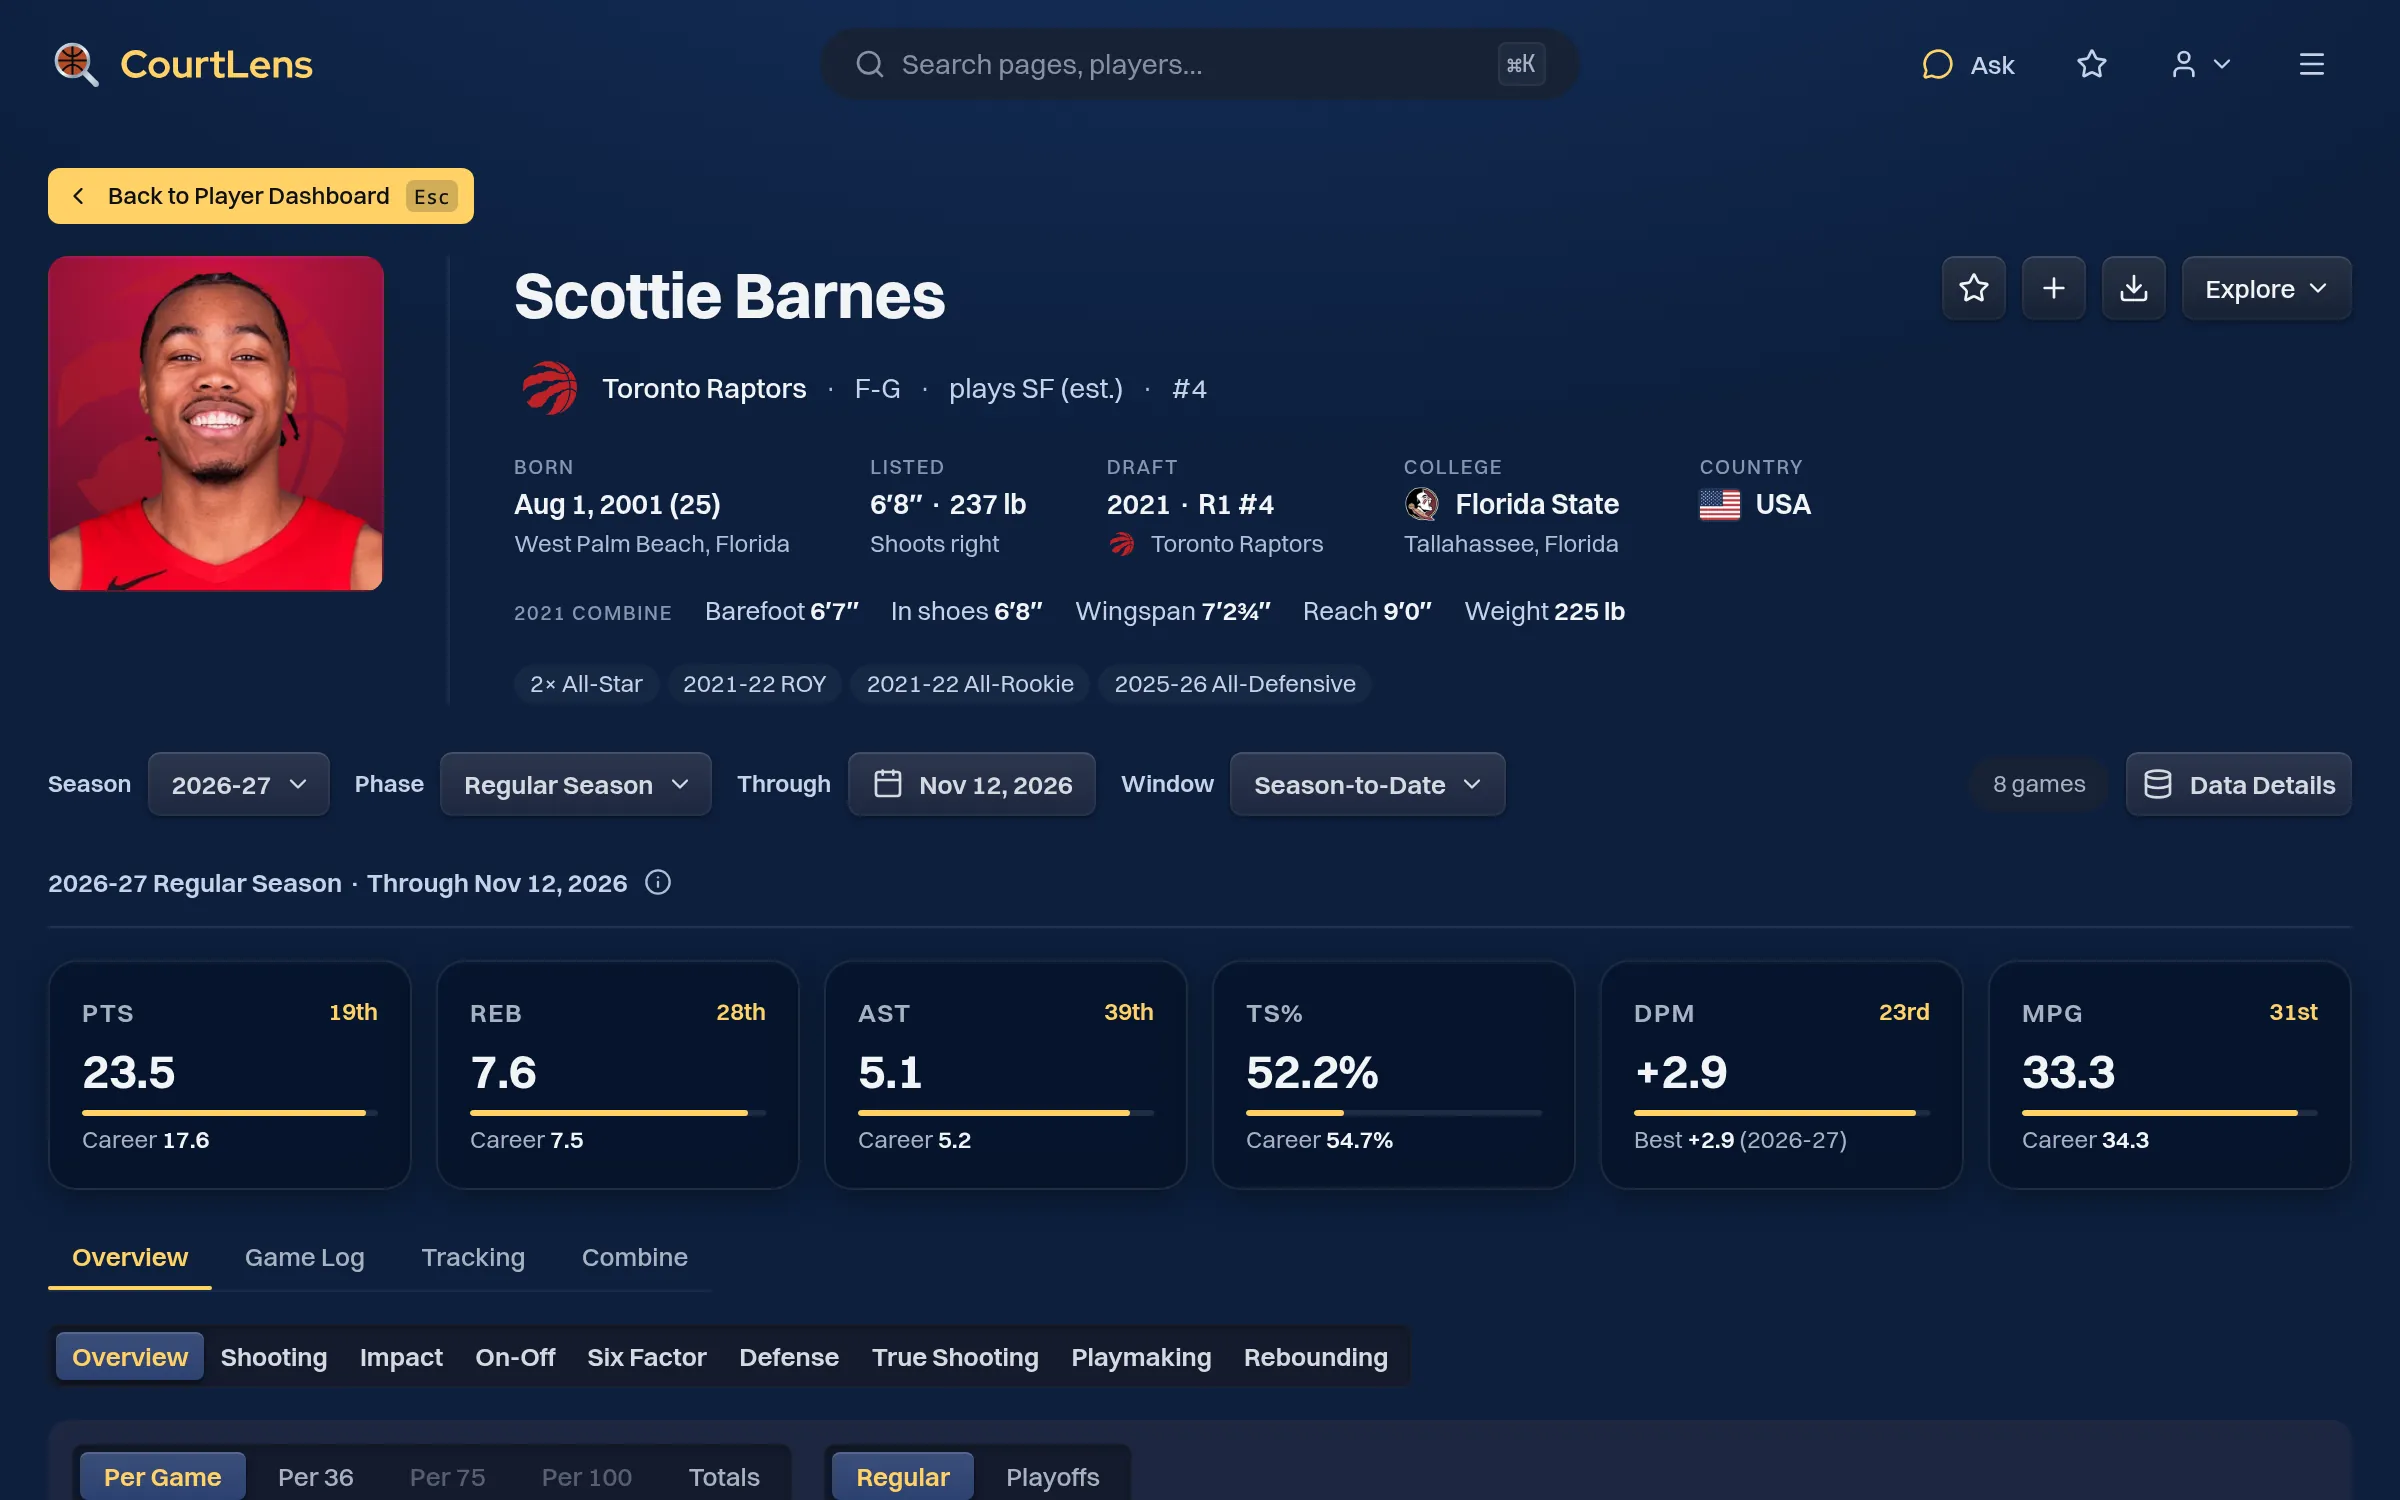 CourtLens
Search pages, players...
⌘K
Ask
Back to Player Dashboard Esc
Scottie Barnes
Explore
Toronto Raptors · F-G · plays SF (est.) · #4
BORN
Aug 1, 2001 (25)
West Palm Beach, Florida
LISTED
6′8″ · 237 lb
Shoots right
DRAFT
2021 · R1 #4
Toronto Raptors
COLLEGE
Florida State
Tallahassee, Florida
COUNTRY
USA
2021 COMBINE Barefoot 6′7″ In shoes 6′8″ Wingspan 7′2¾″ Reach 9′0″ Weight 225 lb
2× All-Star 2021-22 ROY 2021-22 All-Rookie 2025-26 All-Defensive
Season 2026-27 Phase Regular Season Through Nov 12, 2026 Window Season-to-Date 8 games Data Details
2026-27 Regular Season · Through Nov 12, 2026
PTS 19th
23.5
Career 17.6
REB 28th
7.6
Career 7.5
AST 39th
5.1
Career 5.2
TS%
52.2%
Career 54.7%
DPM 23rd
+2.9
Best +2.9 (2026-27)
MPG 31st
33.3
Career 34.3
Overview Game Log Tracking Combine
Overview Shooting Impact On-Off Six Factor Defense True Shooting Playmaking Rebounding
Per Game Per 36 Per 75 Per 100 Totals Regular Playoffs